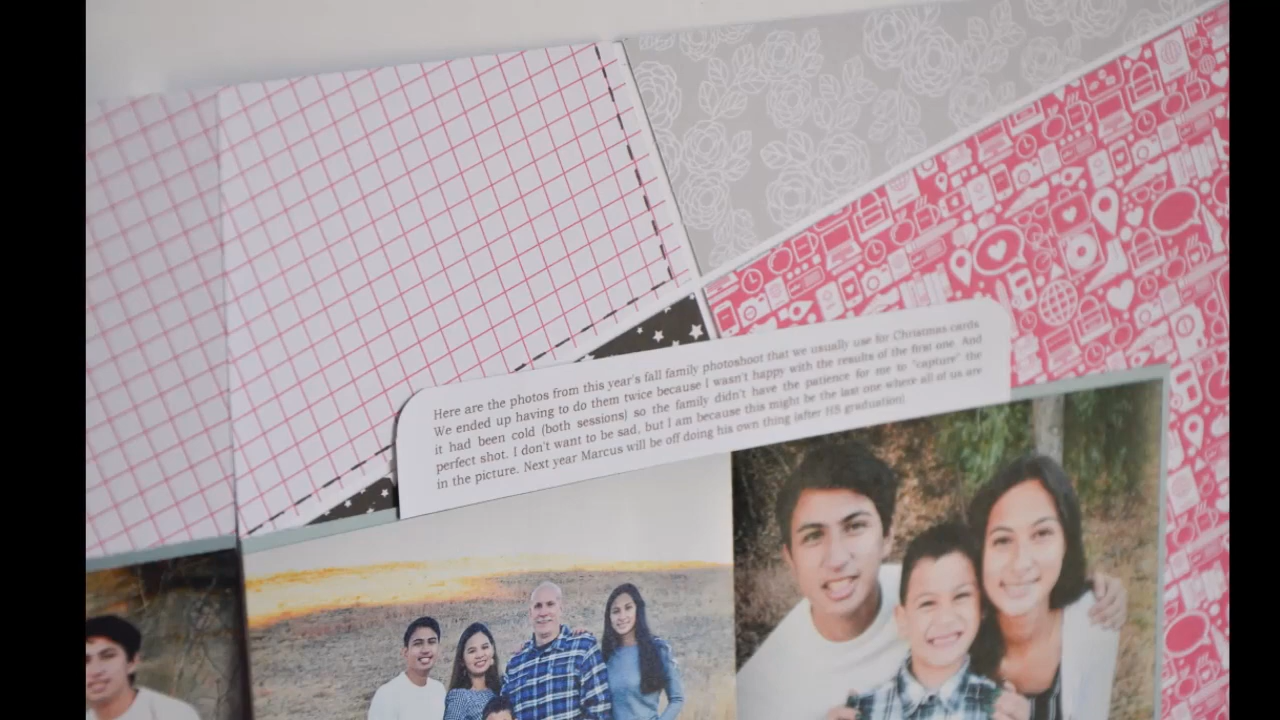 Here are the photos from this year's fall family photoshoot that we usually use for Christmas cards
We ended up having to do them twice because I wasn't happy with the results of the first one. And
it had been cold (both sessions) so the family didn't have the patience for me to "capture" the
perfect shot. I don't want to be sad, but I am because this might be the last one where all of us are
in the picture. Next year Marcus will be off doing his own thing (after HS graduation)